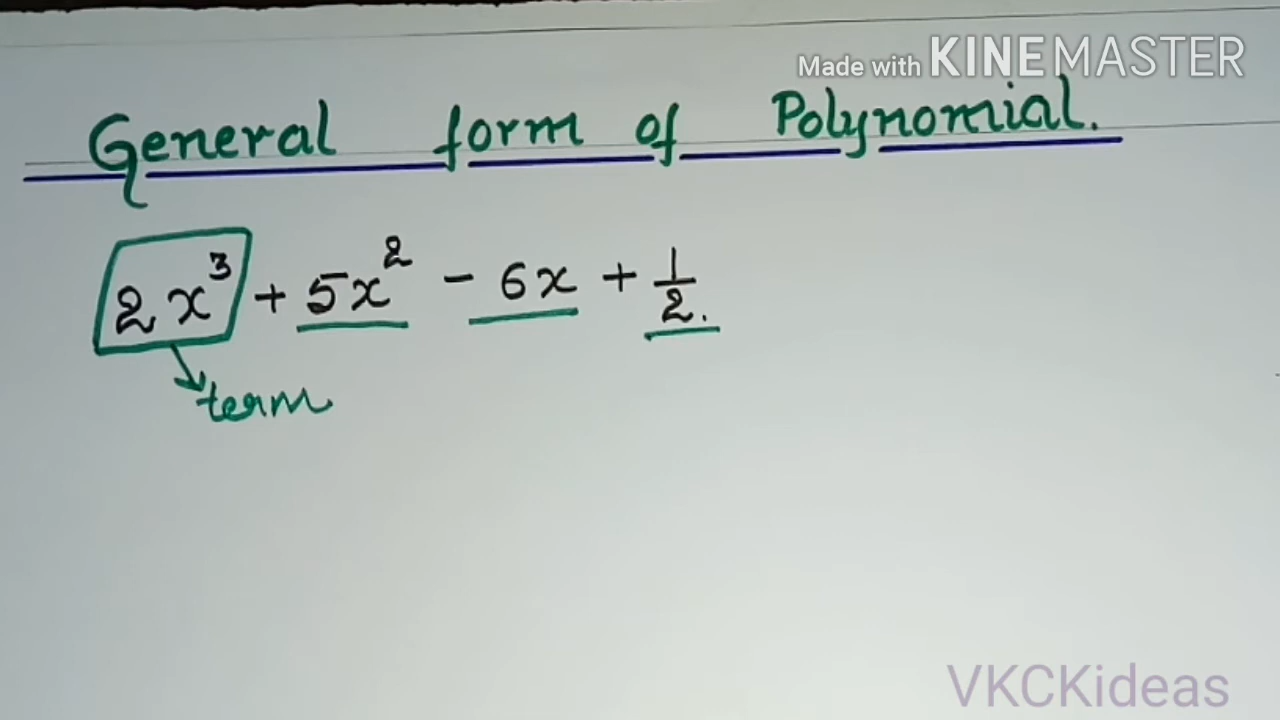 Made with KINEMASTER
General form of Polynomial.
2x³ + 5x² - 6x + 1/2.
term
VKCKideas